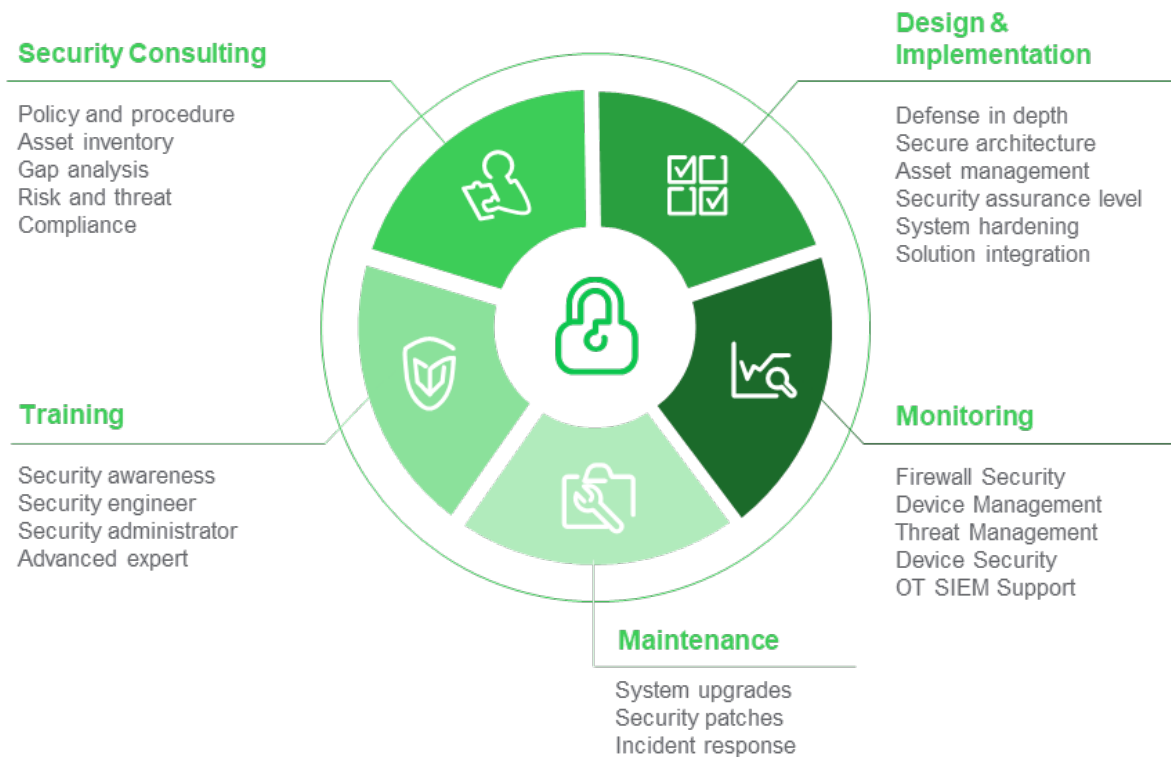 Security Consulting
Policy and procedure
Asset inventory
Gap analysis
Risk and threat
Compliance
Design &
Implementation
Defense in depth
Secure architecture
Asset management
Security assurance level
System hardening
Solution integration
Training
Security awareness
Security engineer
Security administrator
Advanced expert
Monitoring
Firewall Security
Device Management
Threat Management
Device Security
OT SIEM Support
Maintenance
System upgrades
Security patches
Incident response